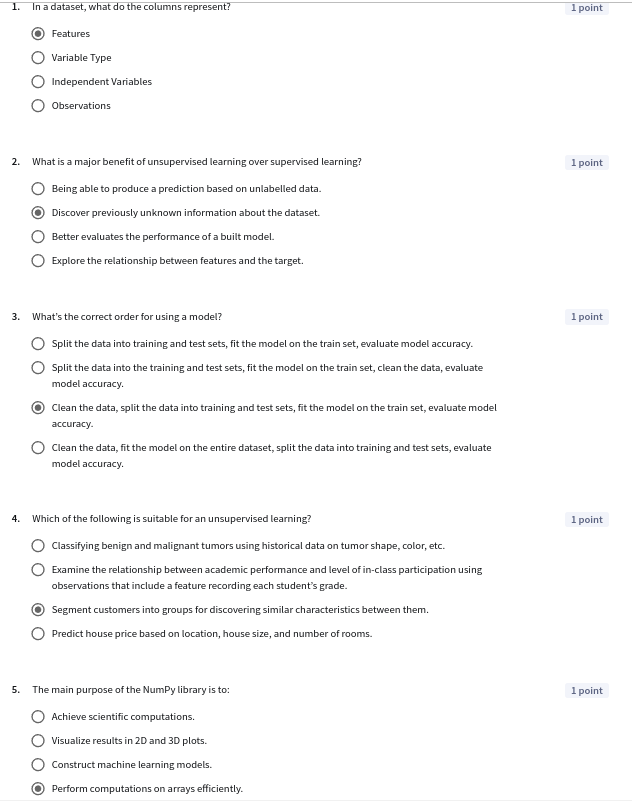 1. In a dataset, what do the columns represent? 1 point
Features
Variable Type
Independent Variables
Observations
2. What is a major benefit of unsupervised learning over supervised learning? 1 point
Being able to produce a prediction based on unlabelled data.
Discover previously unknown information about the dataset.
Better evaluates the performance of a built model.
Explore the relationship between features and the target.
3. What's the correct order for using a model? 1 point
Split the data into training and test sets, fit the model on the train set, evaluate model accuracy.
Split the data into the training and test sets, fit the model on the train set, clean the data, evaluate
model accuracy.
Clean the data, split the data into training and test sets, fit the model on the train set, evaluate model
accuracy.
Clean the data, fit the model on the entire dataset, split the data into training and test sets, evaluate
model accuracy.
4. Which of the following is suitable for an unsupervised learning? 1 point
Classifying benign and malignant tumors using historical data on tumor shape, color, etc.
Examine the relationship between academic performance and level of in-class participation using
observations that include a feature recording each student's grade.
Segment customers into groups for discovering similar characteristics between them.
Predict house price based on location, house size, and number of rooms.
5. The main purpose of the NumPy library is to: 1 point
Achieve scientific computations.
Visualize results in 2D and 3D plots.
Construct machine learning models.
Perform computations on arrays efficiently.